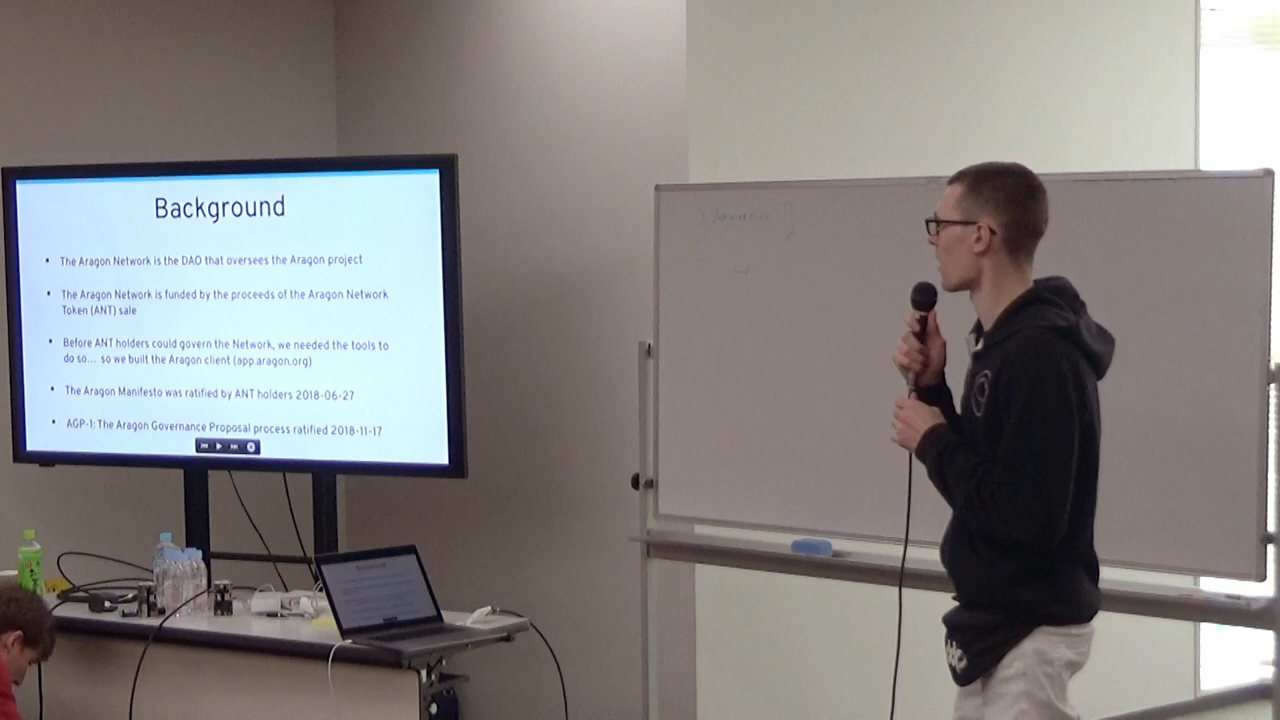 Background
• The Aragon Network is the DAO that oversees the Aragon project
• The Aragon Network is funded by the proceeds of the Aragon Network
Token (ANT) sale
• Before ANT holders could govern the Network, we needed the tools to
do so... so we built the Aragon client (app.aragon.org)
• The Aragon Manifesto was ratified by ANT holders 2018-06-27
• AGP-1: The Aragon Governance Proposal process ratified 2018-11-17